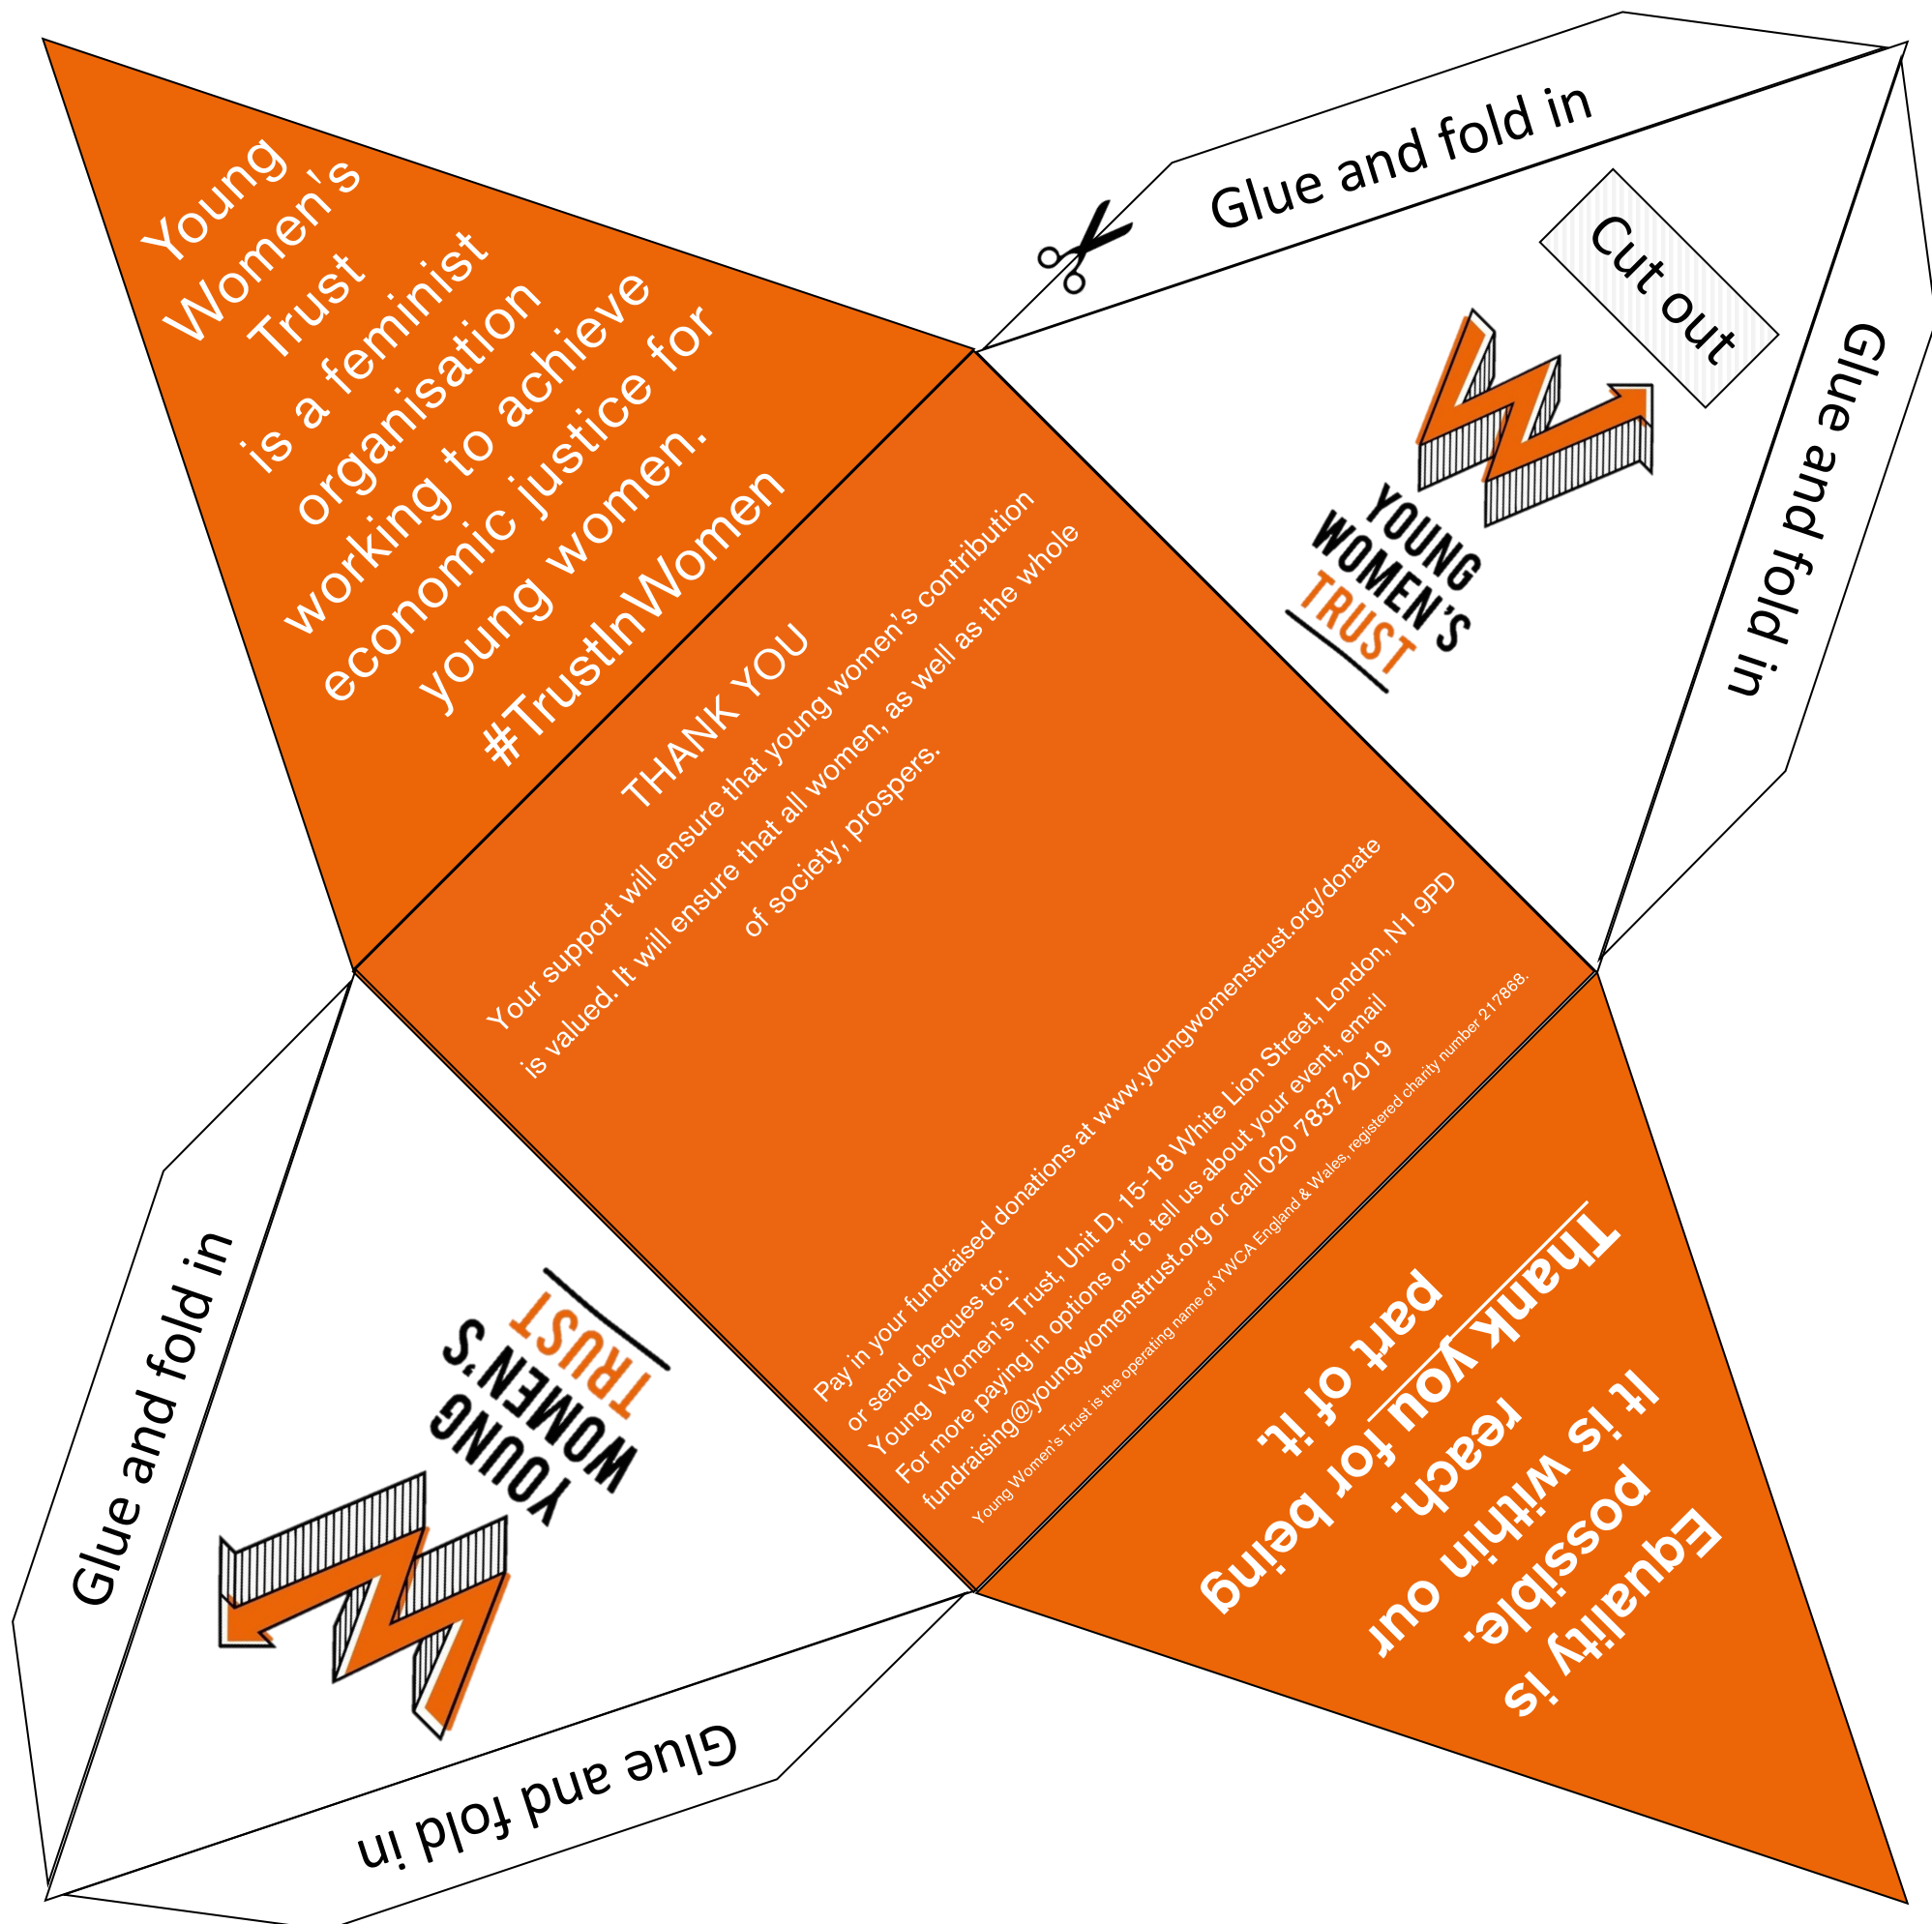 Young
Women's
Trust
is a feminist
organisation
working to achieve
economic justice for
young women.
#TrustInWomen
THANK YOU
Your support will ensure that young women's contribution
is valued. It will ensure that all women, as well as the whole
of society, prospers.
Pay in your fundraised donations at www.youngwomenstrust.org/donate
or send cheques to:
Young Women's Trust, Unit D, 15-18 White Lion Street, London, N1 9PD
For more paying in options or to tell us about your event, email
fundraising@youngwomenstrust.org or call 020 7837 2019
Young Women's Trust is the operating name of YWCA England & Wales, registered charity number 217868.
Glue and fold in
Cut out
YOUNG
WOMEN'S
TRUST
Glue and fold in
Glue and fold in
YOUNG
WOMEN'S
TRUST
Glue and fold in
is
Equality
possible
It is within our
reach.
Thank you for being
part of it.